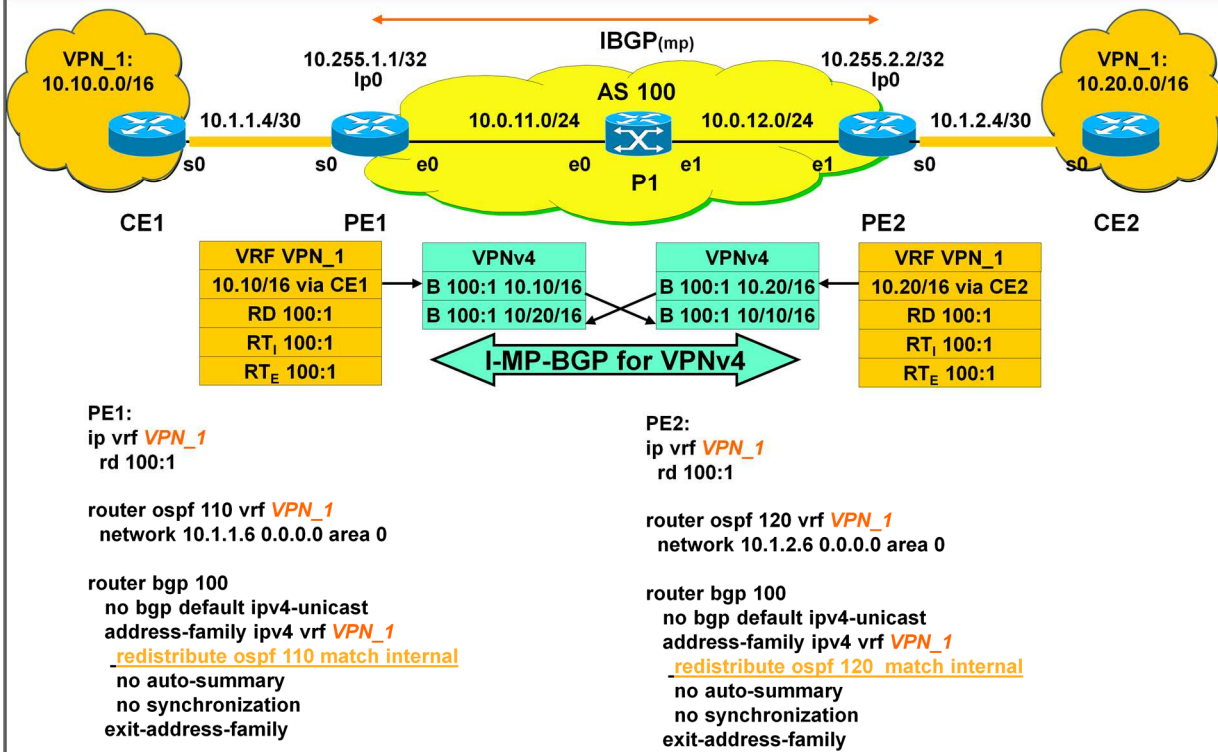 IBGP(mp)
VPN_1:
10.10.0.0/16
10.255.1.1/32
lp0
10.255.2.2/32
lp0
VPN_1:
10.20.0.0/16
AS 100
10.1.1.4/30
10.0.11.0/24
10.0.12.0/24
10.1.2.4/30
s0
s0
e0
e0
P1
e1
e1
s0
s0
CE1
PE1
PE2
CE2
VRF VPN_1
10.10/16 via CE1
RD 100:1
RTI 100:1
RTE 100:1
VPNv4
B 100:1 10.10/16
B 100:1 10/20/16
VPNv4
B 100:1 10.20/16
B 100:1 10/10/16
VRF VPN_1
10.20/16 via CE2
RD 100:1
RTI 100:1
RTE 100:1
I-MP-BGP for VPNv4
PE1:
ip vrf VPN_1
rd 100:1
router ospf 110 vrf VPN_1
network 10.1.1.6 0.0.0.0 area 0
router bgp 100
no bgp default ipv4-unicast
address-family ipv4 vrf VPN_1
redistribute ospf 110 match internal
no auto-summary
no synchronization
exit-address-family
PE2:
ip vrf VPN_1
rd 100:1
router ospf 120 vrf VPN_1
network 10.1.2.6 0.0.0.0 area 0
router bgp 100
no bgp default ipv4-unicast
address-family ipv4 vrf VPN_1
redistribute ospf 120 match internal
no auto-summary
no synchronization
exit-address-family